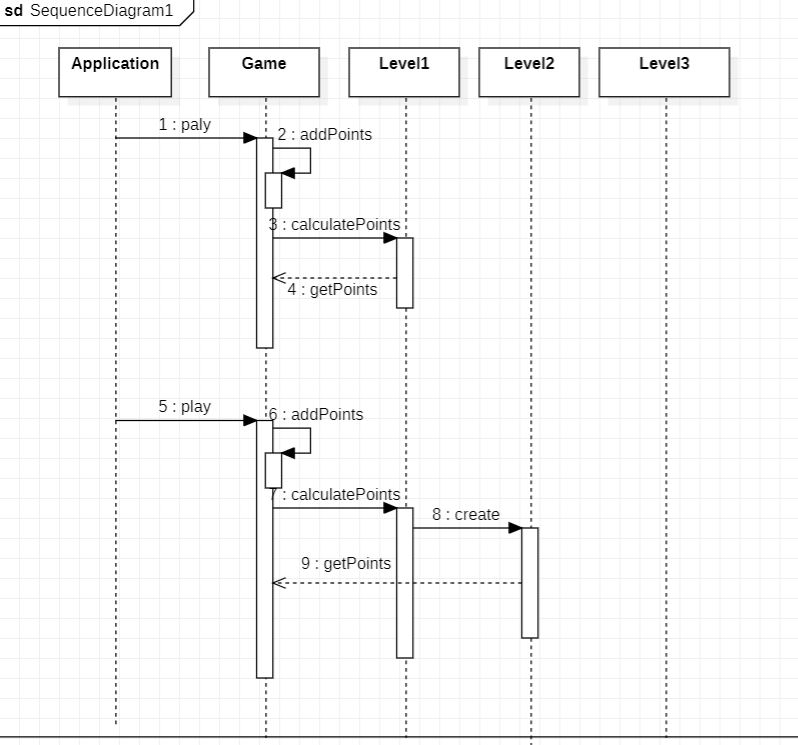 sd SequenceDiagram1
Application Game Level1 Level2 Level3
1 : paly
2 : addPoints
3 : calculatePoints
4 : getPoints
5 : play
6 : addPoints
7 : calculatePoints
8 : create
9 : getPoints